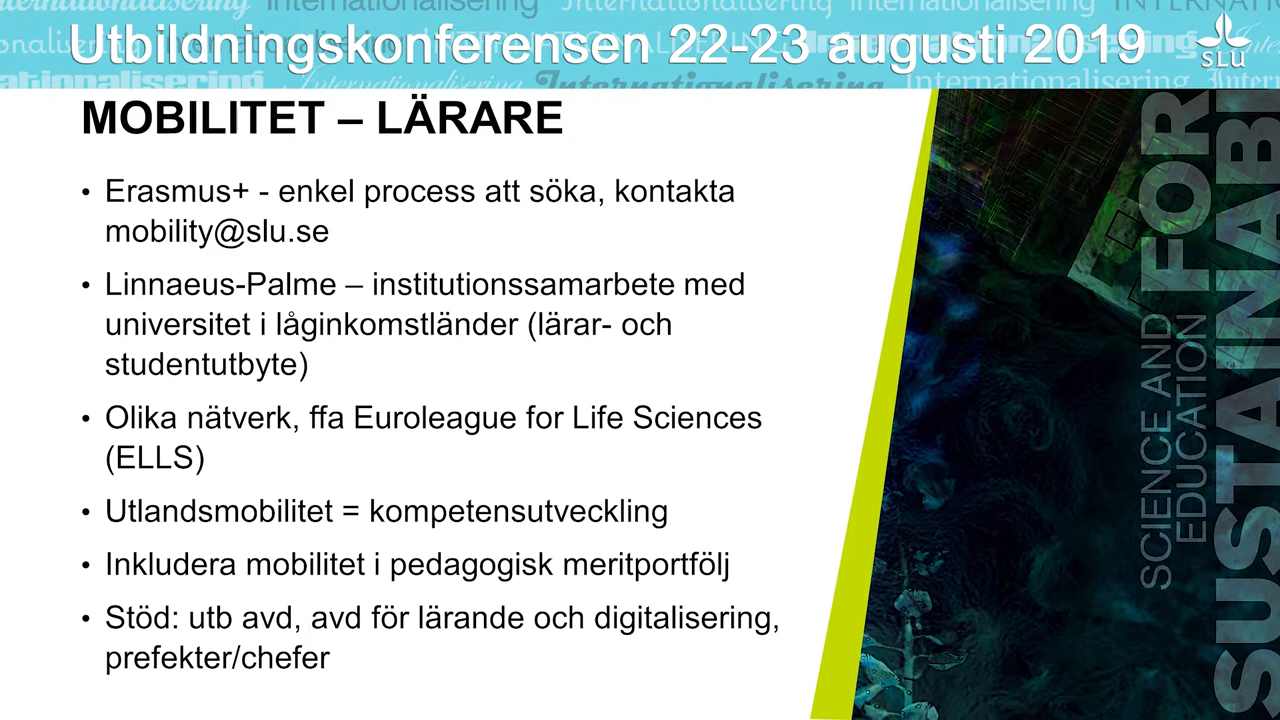 Utbildningskonferensen 22-23 augusti 2019
SLU
MOBILITET – LÄRARE
• Erasmus+ - enkel process att söka, kontakta
mobility@slu.se
• Linnaeus-Palme – institutionssamarbete med
universitet i låginkomstländer (lärar- och
studentutbyte)
• Olika nätverk, ffa Euroleague for Life Sciences
(ELLS)
• Utlandsmobilitet = kompetensutveckling
• Inkludera mobilitet i pedagogisk meritportfölj
• Stöd: utb avd, avd för lärande och digitalisering,
prefekter/chefer
SCIENCE AND
EDUCATION
FOR
SUSTAINABI
Internationalisering